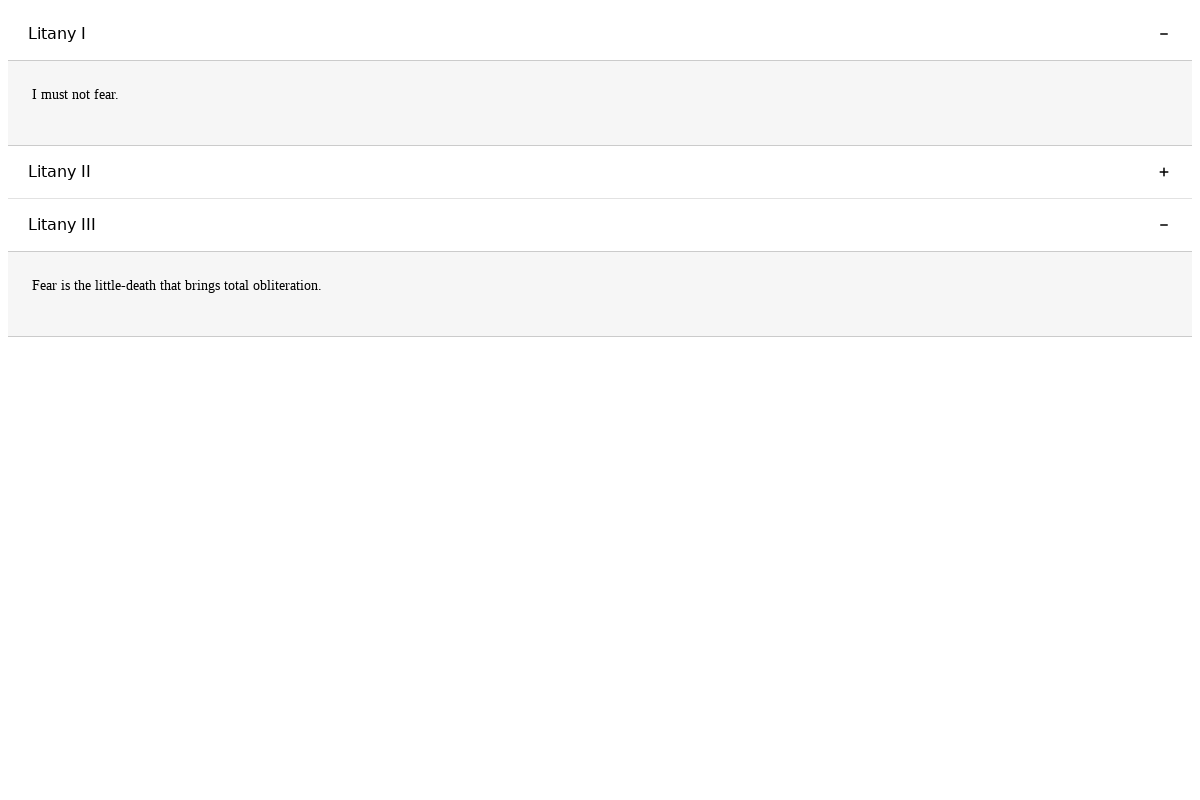 Litany I
I must not fear.
Litany II
Litany III
Fear is the little-death that brings total obliteration.